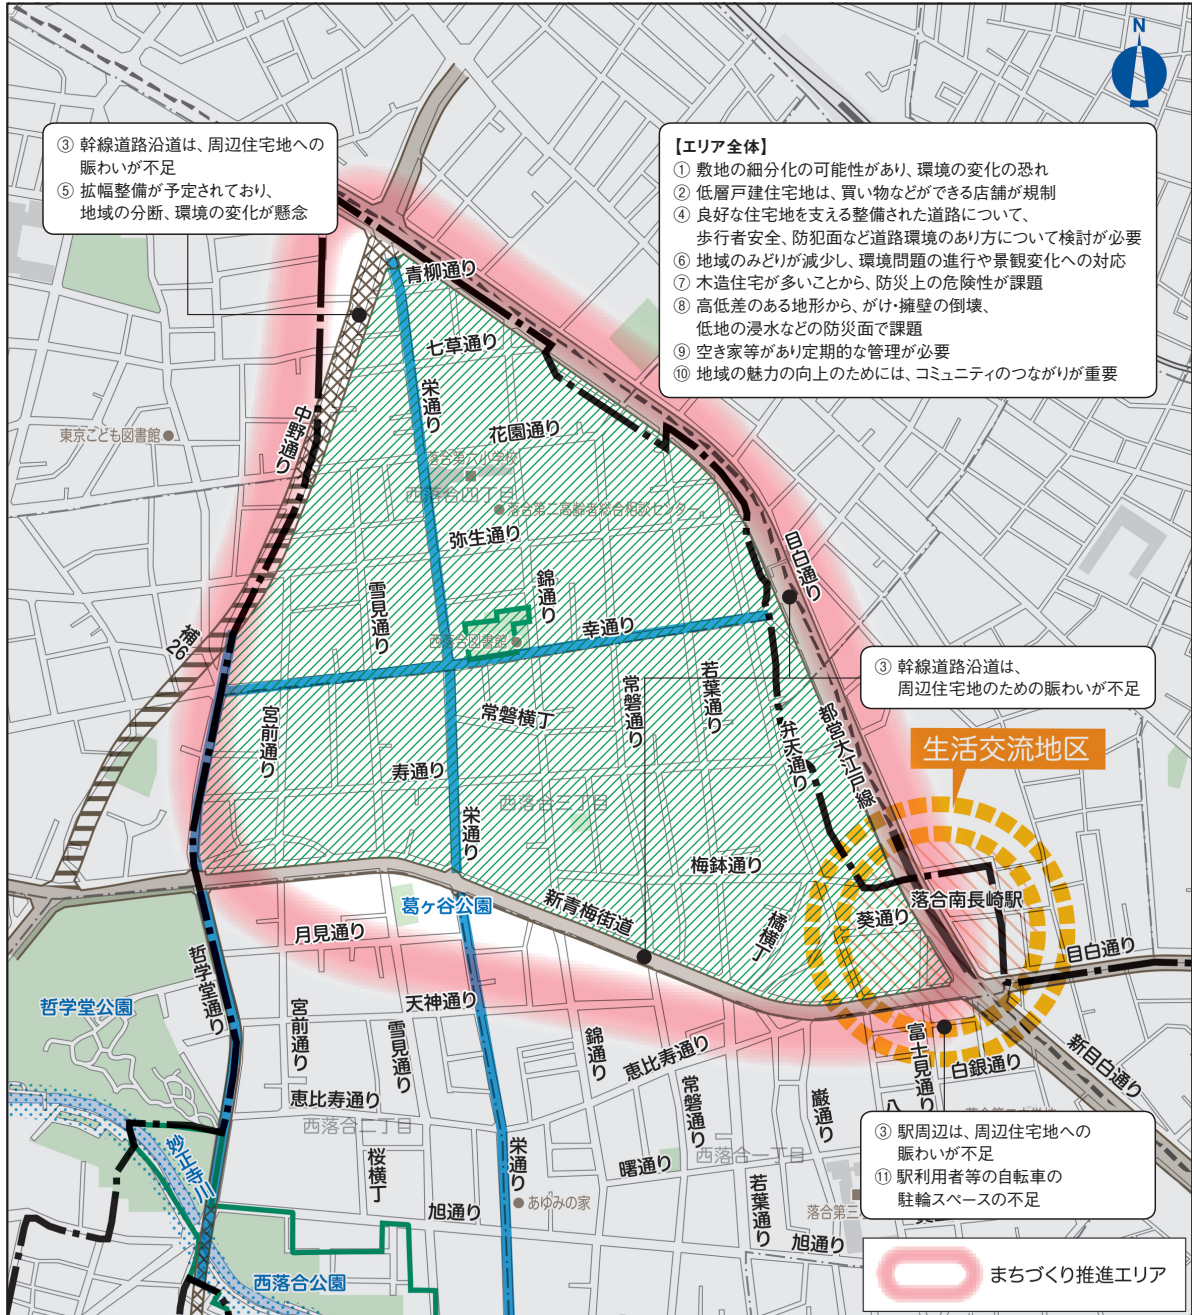 N
③ 幹線道路沿道は、周辺住宅地への
賑わいが不足
⑤ 拡幅整備が予定されており、
地域の分断、環境の変化が懸念
【エリア全体】
① 敷地の細分化の可能性があり、環境の変化の恐れ
② 低層戸建住宅地は、買い物などができる店舗が規制
④ 良好な住宅地を支える整備された道路について、
歩行者安全、防犯面など道路環境のあり方について検討が必要
⑥ 地域のみどりが減少し、環境問題の進行や景観変化への対応
⑦ 木造住宅が多いことから、防災上の危険性が課題
⑧ 高低差のある地形から、がけ・擁壁の倒壊、
低地の浸水などの防災面で課題
⑨ 空き家等があり定期的な管理が必要
⑩ 地域の魅力の向上のためには、コミュニティのつながりが重要
青柳通り
七草通り
栄通り
中野通り
東京こども図書館
花園通り
落合第六小学校
西落合四丁目
落合第二高齢者総合相談センター
弥生通り
目白通り
錦通り
雪見通り
西落合図書館
幸通り
補26
③ 幹線道路沿道は、
周辺住宅地のための賑わいが不足
若葉通り
常磐通り
宮前通り
常磐横丁
弁天通り
都営大江戸線
生活交流地区
寿通り
西落合三丁目
栄通り
梅鉢通り
落合南長崎駅
葛ヶ谷公園
新青梅街道
橘横丁
葵通り
月見通り
目白通り
哲学堂通り
哲学堂公園
天神通り
宮前通り
雪見通り
錦通り
恵比寿通り
富士見通り
新目白通り
白銀通り
常磐通り
巌通り
八
恵比寿通り
西落合二丁目
③ 駅周辺は、周辺住宅地への
賑わいが不足
⑪ 駅利用者等の自転車の
駐輪スペースの不足
妙正寺川
桜横丁
栄通り
曙通り
西落合一丁目
若葉通り
あゆみの家
旭通り
落合第三
旭通り
西落合公園
まちづくり推進エリア